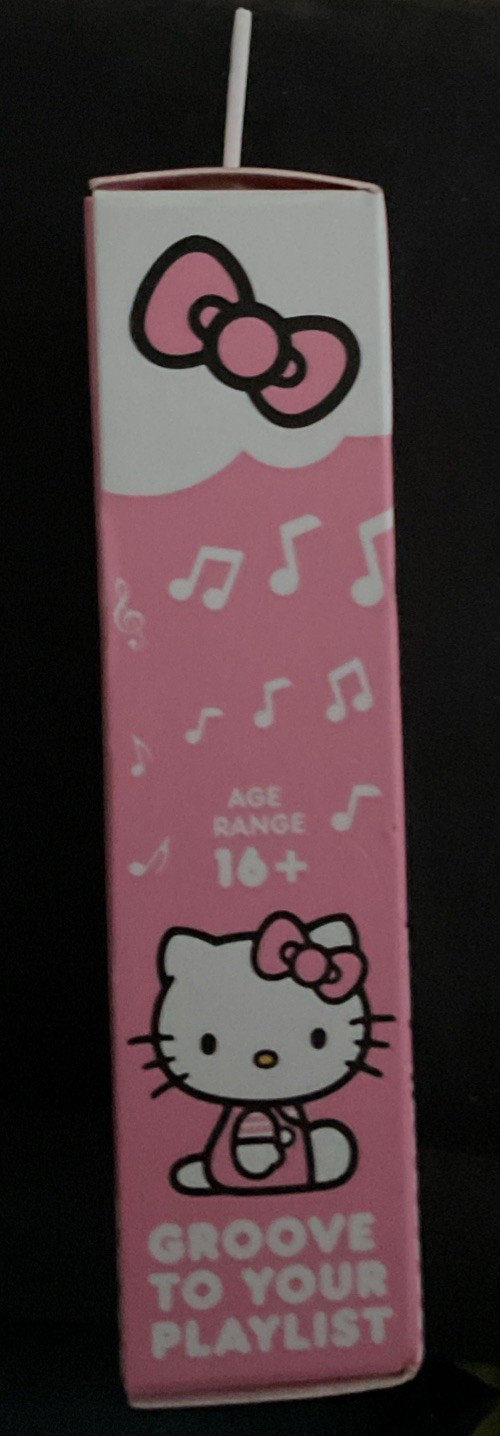 AGE
RANGE
16+
GROOVE
TO YOUR
PLAYLIST